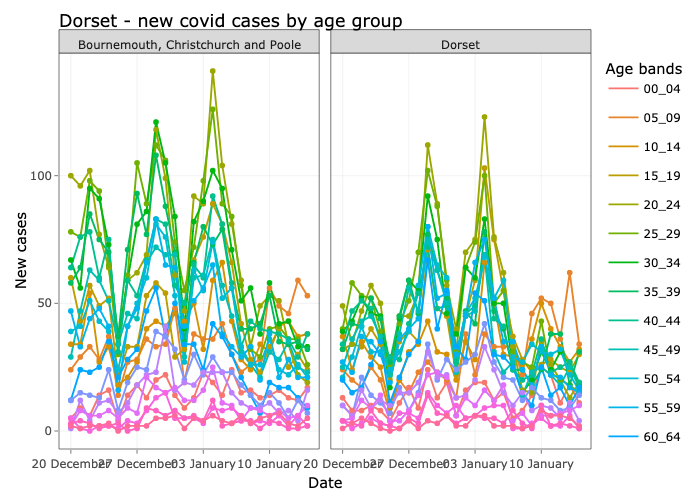 Dorset - new covid cases by age group
Bournemouth, Christchurch and Poole
Dorset
Age bands
00_04
05_09
10_14
15_19
20_24
25_29
30_34
35_39
40_44
45_49
50_54
55_59
60_64
New cases
100
50
0
20 December 27 December 03 January 10 January 20 December 27 December 03 January 10 January
Date